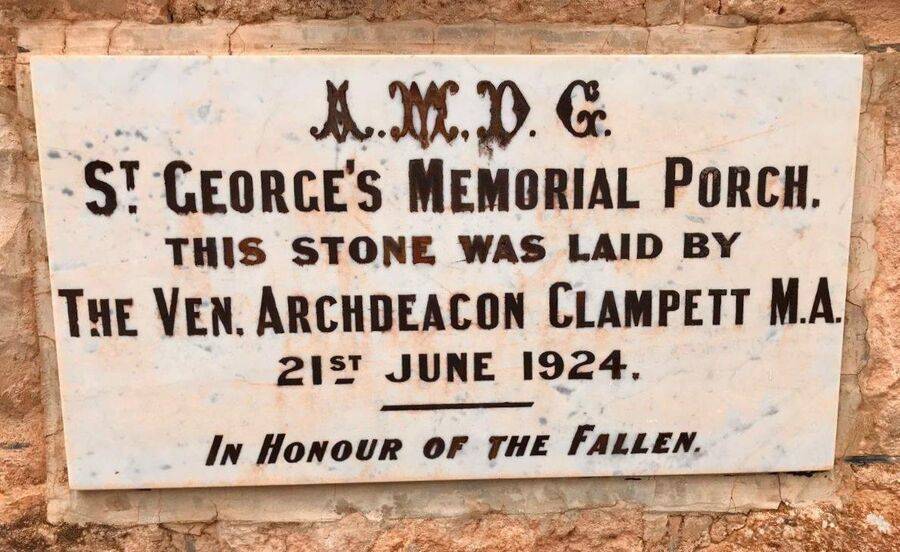 A. M. D. G.
ST GEORGE'S MEMORIAL PORCH.
THIS STONE WAS LAID BY
THE VEN. ARCHDEACON CLAMPETT M.A.
21ST JUNE 1924.
IN HONOUR OF THE FALLEN.